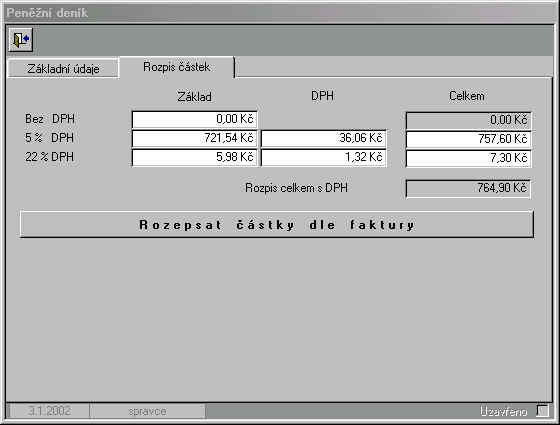 Peněžní deník
Základní údaje Rozpis částek
Základ DPH Celkem
Bez DPH 0,00 Kč 0,00 Kč
5 % DPH 721,54 Kč 36,06 Kč 757,60 Kč
22 % DPH 5,98 Kč 1,32 Kč 7,30 Kč
Rozpis celkem s DPH 764,90 Kč
Rozepsat částky dle faktury
3.1.2002 spravce Uzavřeno